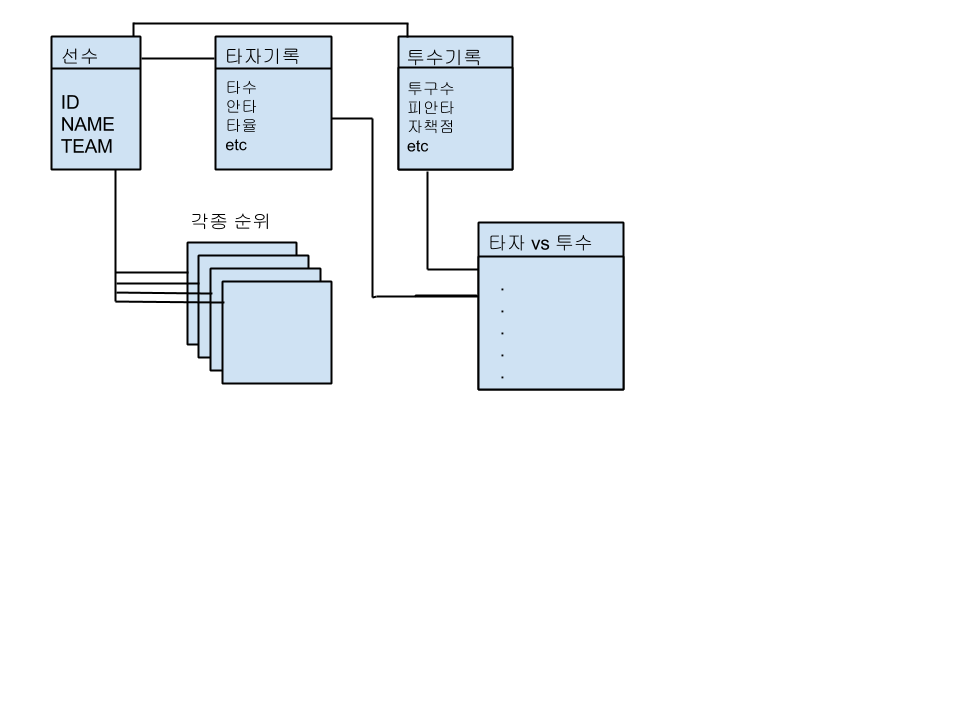 선수
ID
NAME
TEAM
타자기록
타수
안타
타율
etc
투수기록
투구수
피안타
자책점
etc
각종 순위
타자 vs 투수
.
.
.
.
.